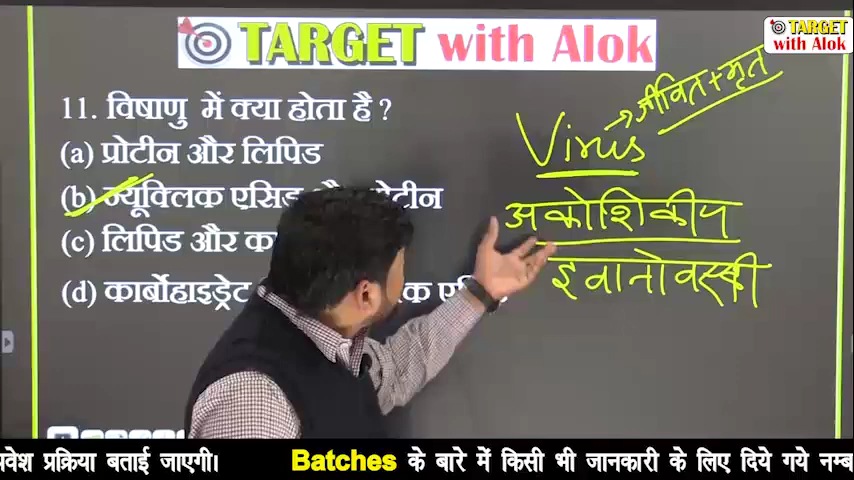 TARGET with Alok
TARGET
with Alok
11. विषाणु में क्या होता है ?
(a) प्रोटीन और लिपिड
(b) न्यूक्लिक एसिड
(c) लिपिड और
(d) कार्बोहाइड्रेट
Virus → जीवित + मृत
अकोशिकीय
इवानोवस्की
प्रवेश प्रक्रिया बताई जाएगी। Batches के बारे में किसी भी जानकारी के लिए दिये गये